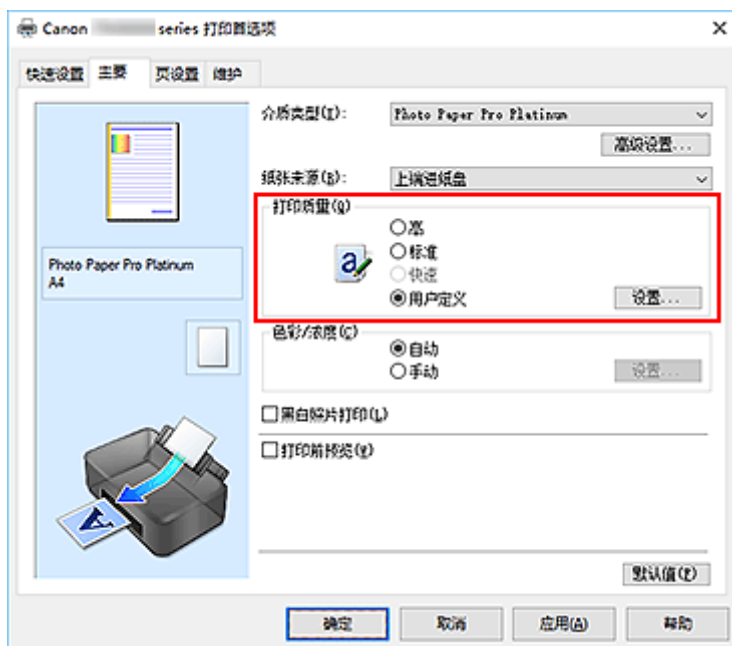 Canon series 打印首选项
快速设置 主要 页设置 维护
介质类型(T): Photo Paper Pro Platinum
高级设置...
纸张来源(B): 上端进纸盘
打印质量(Q)
高
标准
快速
用户定义 设置...
Photo Paper Pro Platinum
A4
色彩/浓度(C)
自动
手动 设置...
黑白照片打印(L)
打印前预览(V)
A
默认值(F)
确定 取消 应用(A) 帮助